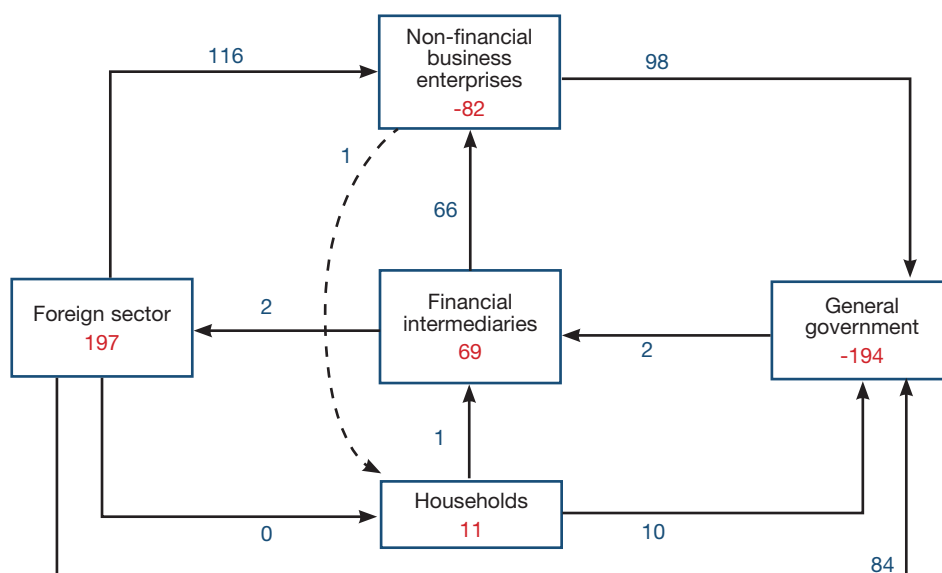 Non-financial
business
enterprises
-82
116
98
1
66
Foreign sector
197
2
Financial
intermediaries
69
2
General
government
-194
1
Households
11
0
10
84